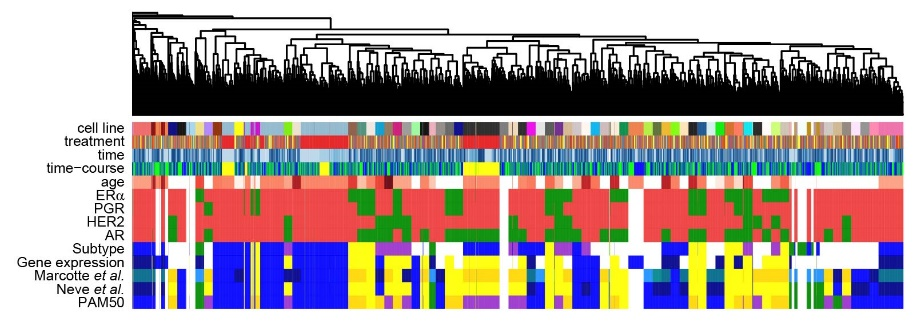 cell line
treatment
time
time−course
age
ERα
PGR
HER2
AR
Subtype
Gene expression
Marcotte et al.
Neve et al.
PAM50